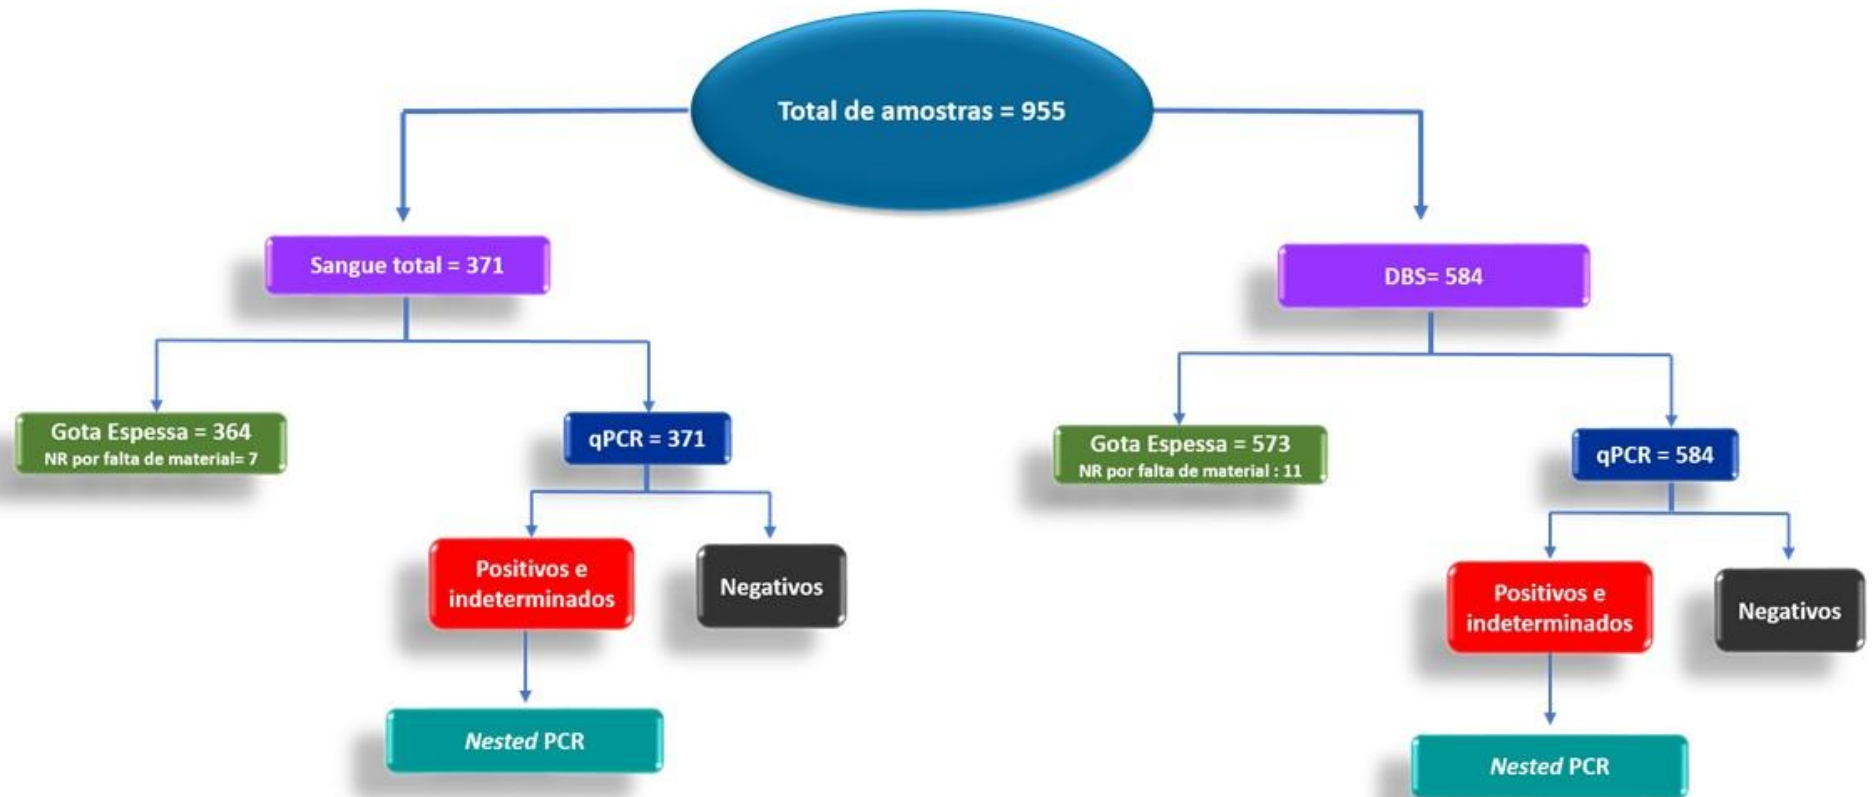 Total de amostras = 955
Sangue total = 371
DBS= 584
Gota Espessa = 364
NR por falta de material= 7
qPCR = 371
Gota Espessa = 573
NR por falta de material : 11
qPCR = 584
Positivos e
indeterminados
Negativos
Positivos e
indeterminados
Negativos
Nested PCR
Nested PCR